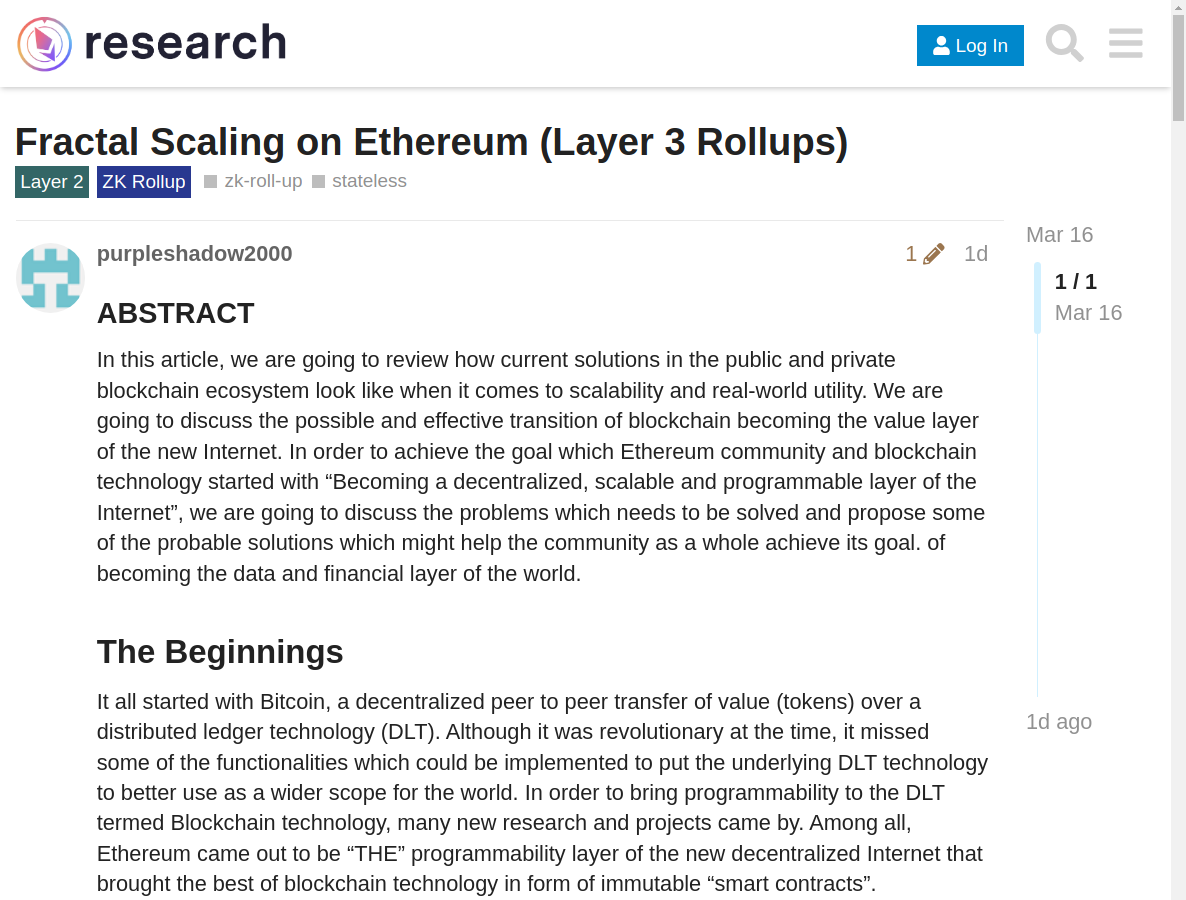 research
Log In
Fractal Scaling on Ethereum (Layer 3 Rollups)
Layer 2 ZK Rollup zk-roll-up stateless
Mar 16
purpleshadow2000 1 1d
1 / 1
Mar 16
ABSTRACT
In this article, we are going to review how current solutions in the public and private
blockchain ecosystem look like when it comes to scalability and real-world utility. We are
going to discuss the possible and effective transition of blockchain becoming the value layer
of the new Internet. In order to achieve the goal which Ethereum community and blockchain
technology started with “Becoming a decentralized, scalable and programmable layer of the
Internet”, we are going to discuss the problems which needs to be solved and propose some
of the probable solutions which might help the community as a whole achieve its goal. of
becoming the data and financial layer of the world.
The Beginnings
It all started with Bitcoin, a decentralized peer to peer transfer of value (tokens) over a
distributed ledger technology (DLT). Although it was revolutionary at the time, it missed
1d ago
some of the functionalities which could be implemented to put the underlying DLT technology
to better use as a wider scope for the world. In order to bring programmability to the DLT
termed Blockchain technology, many new research and projects came by. Among all,
Ethereum came out to be “THE” programmability layer of the new decentralized Internet that
brought the best of blockchain technology in form of immutable “smart contracts”.